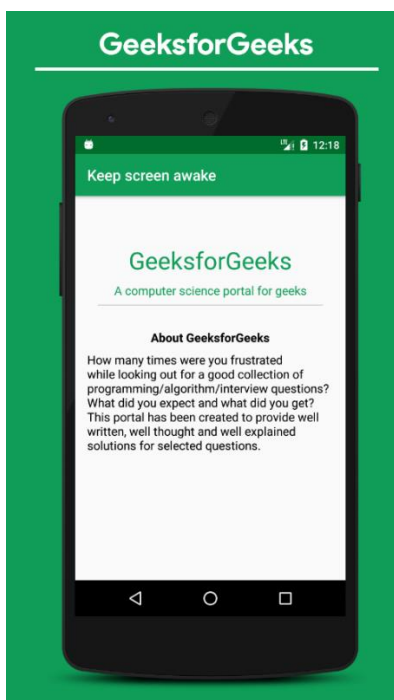 GeeksforGeeks
LTE 12:18
Keep screen awake
GeeksforGeeks
A computer science portal for geeks
About GeeksforGeeks
How many times were you frustrated
while looking out for a good collection of
programming/algorithm/interview questions?
What did you expect and what did you get?
This portal has been created to provide well
written, well thought and well explained
solutions for selected questions.